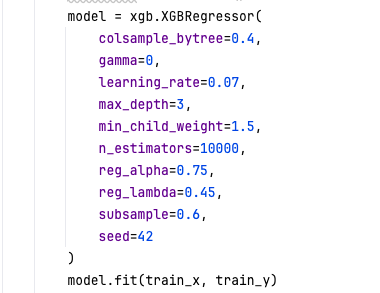 model = xgb.XGBRegressor(
    colsample_bytree=0.4,
    gamma=0,
    learning_rate=0.07,
    max_depth=3,
    min_child_weight=1.5,
    n_estimators=10000,
    reg_alpha=0.75,
    reg_lambda=0.45,
    subsample=0.6,
    seed=42
)
model.fit(train_x, train_y)